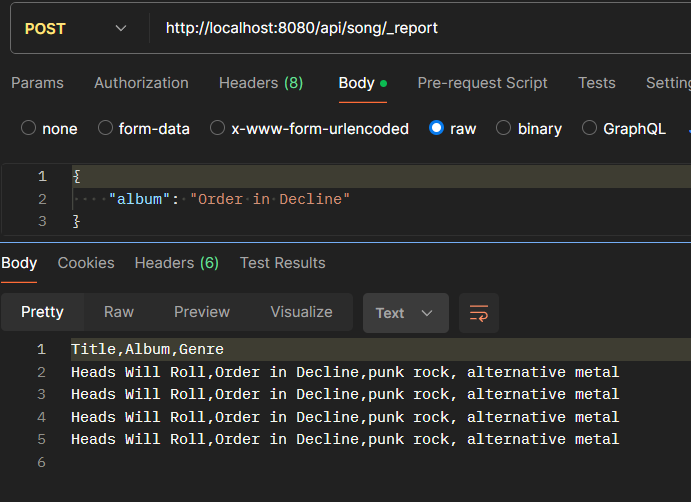 POST http://localhost:8080/api/song/_report
Params Authorization Headers (8) Body Pre-request Script Tests Setting
none form-data x-www-form-urlencoded raw binary GraphQL
1 {
2 "album": "Order in Decline"
3 }
Body Cookies Headers (6) Test Results
Pretty Raw Preview Visualize Text
1 Title,Album,Genre
2 Heads Will Roll,Order in Decline,punk rock, alternative metal
3 Heads Will Roll,Order in Decline,punk rock, alternative metal
4 Heads Will Roll,Order in Decline,punk rock, alternative metal
5 Heads Will Roll,Order in Decline,punk rock, alternative metal
6